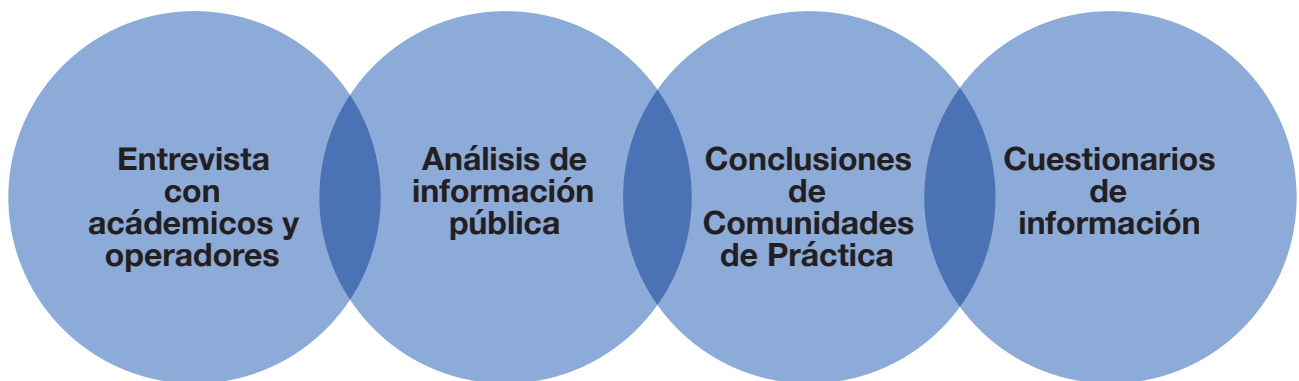 Entrevista
con
acádemicos y
operadores
Análisis de
información
pública
Conclusiones
de
Comunidades
de Práctica
Cuestionarios
de
información